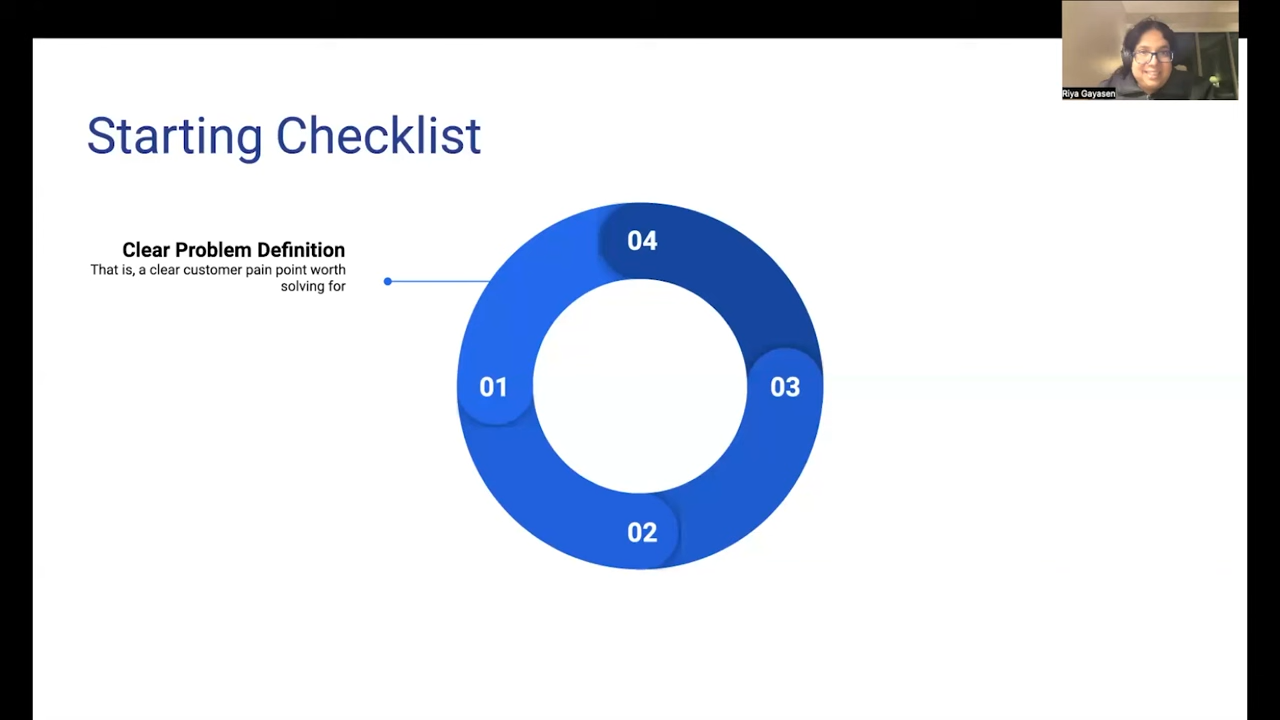 Riya Gayasen
Starting Checklist
Clear Problem Definition
That is, a clear customer pain point worth
solving for
04
01
03
02